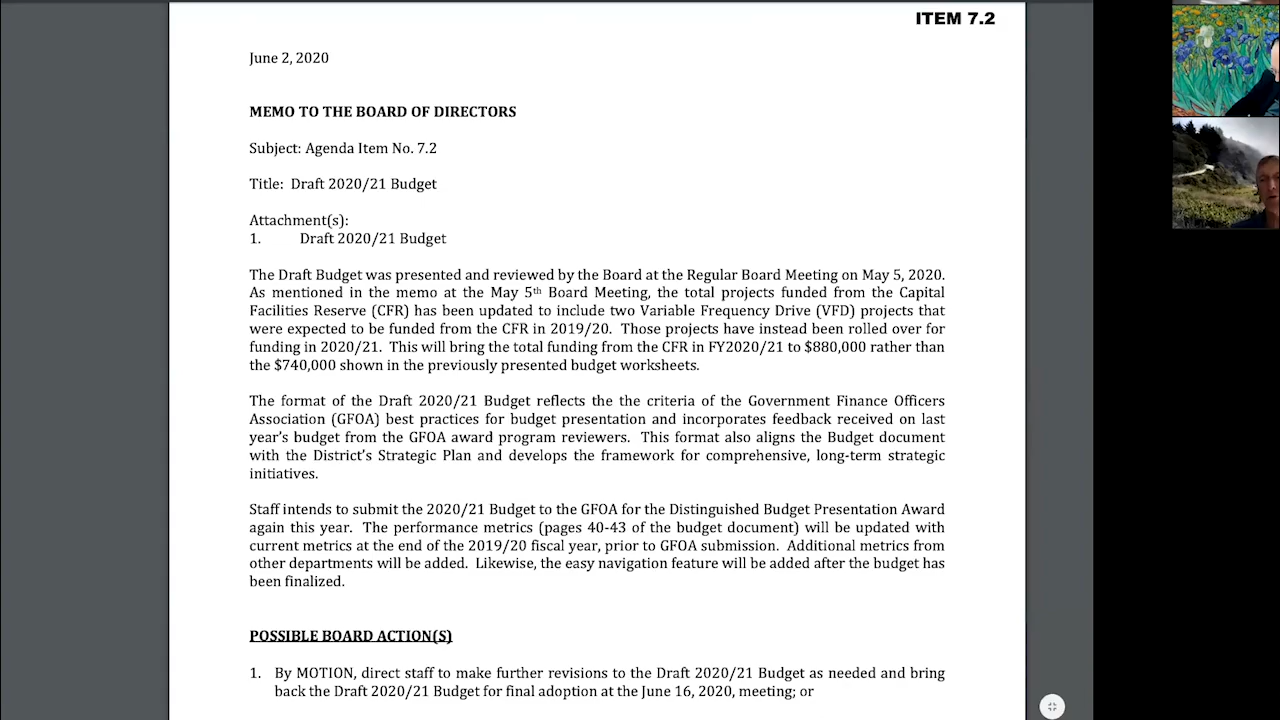 ITEM 7.2
June 2, 2020
MEMO TO THE BOARD OF DIRECTORS
Subject: Agenda Item No. 7.2
Title: Draft 2020/21 Budget
Attachment(s):
1. Draft 2020/21 Budget
The Draft Budget was presented and reviewed by the Board at the Regular Board Meeting on May 5, 2020.
As mentioned in the memo at the May 5th Board Meeting, the total projects funded from the Capital
Facilities Reserve (CFR) has been updated to include two Variable Frequency Drive (VFD) projects that
were expected to be funded from the CFR in 2019/20. Those projects have instead been rolled over for
funding in 2020/21. This will bring the total funding from the CFR in FY2020/21 to $880,000 rather than
the $740,000 shown in the previously presented budget worksheets.
The format of the Draft 2020/21 Budget reflects the the criteria of the Government Finance Officers
Association (GFOA) best practices for budget presentation and incorporates feedback received on last
year's budget from the GFOA award program reviewers. This format also aligns the Budget document
with the District's Strategic Plan and develops the framework for comprehensive, long-term strategic
initiatives.
Staff intends to submit the 2020/21 Budget to the GFOA for the Distinguished Budget Presentation Award
again this year. The performance metrics (pages 40-43 of the budget document) will be updated with
current metrics at the end of the 2019/20 fiscal year, prior to GFOA submission. Additional metrics from
other departments will be added. Likewise, the easy navigation feature will be added after the budget has
been finalized.
POSSIBLE BOARD ACTION(S)
1. By MOTION, direct staff to make further revisions to the Draft 2020/21 Budget as needed and bring
back the Draft 2020/21 Budget for final adoption at the June 16, 2020, meeting; or